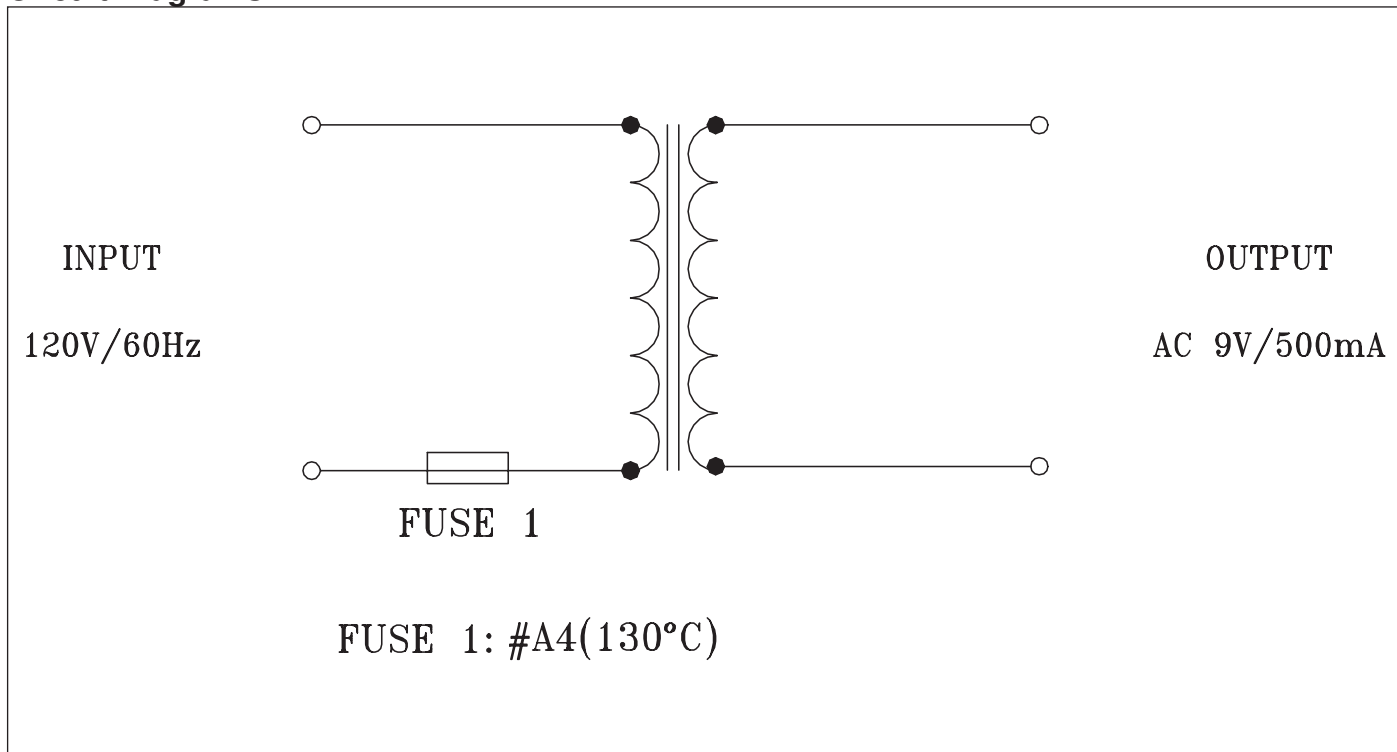 INPUT
120V/60Hz
OUTPUT
AC 9V/500mA
FUSE 1
FUSE 1: #A4(130°C)